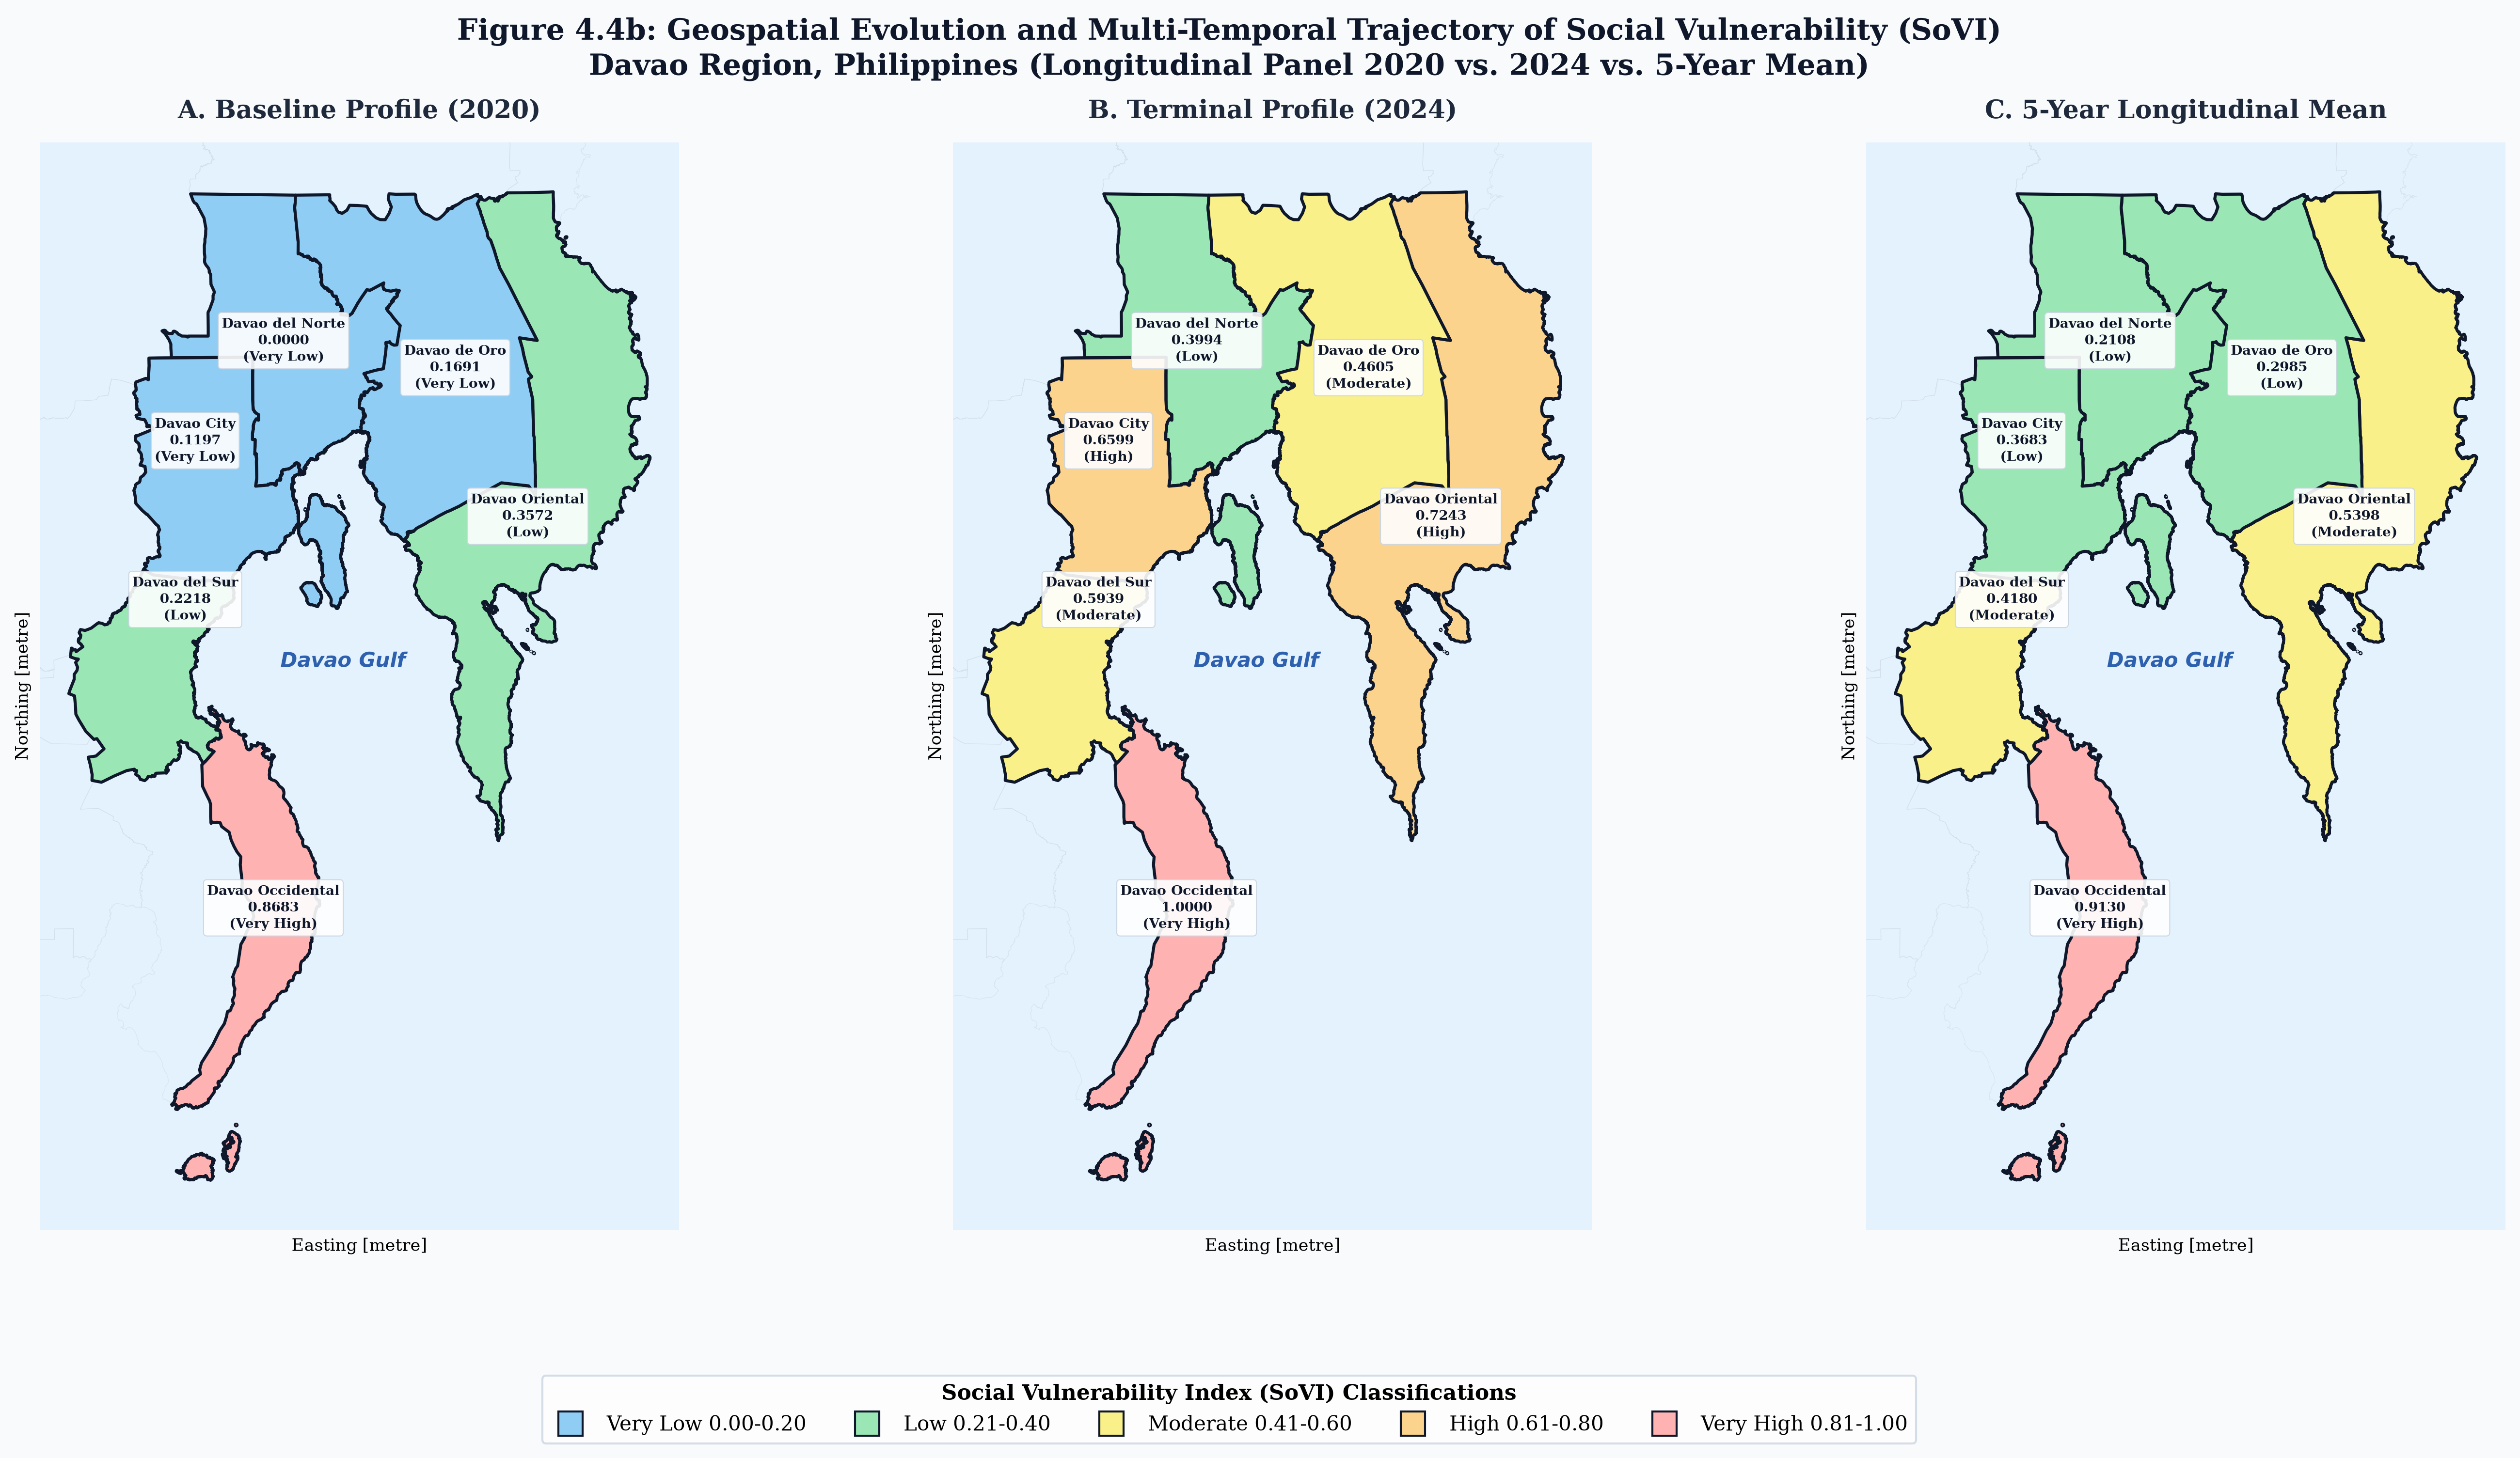 Figure 4.4b: Geospatial Evolution and Multi-Temporal Trajectory of Social Vulnerability (SoVI)
Davao Region, Philippines (Longitudinal Panel 2020 vs. 2024 vs. 5-Year Mean)
A. Baseline Profile (2020)
Davao del Norte
0.0000
(Very Low)
Davao de Oro
0.1691
(Very Low)
Davao City
0.1197
(Very Low)
Davao Oriental
0.3572
(Low)
Davao del Sur
0.2218
(Low)
Davao Gulf
Davao Occidental
0.8683
(Very High)
Northing [metre]
Easting [metre]
B. Terminal Profile (2024)
Davao del Norte
0.3994
(Low)
Davao de Oro
0.4605
(Moderate)
Davao City
0.6599
(High)
Davao Oriental
0.7243
(High)
Davao del Sur
0.5939
(Moderate)
Davao Gulf
Davao Occidental
1.0000
(Very High)
Northing [metre]
Easting [metre]
C. 5-Year Longitudinal Mean
Davao del Norte
0.2108
(Low)
Davao de Oro
0.2985
(Low)
Davao City
0.3683
(Low)
Davao Oriental
0.5398
(Moderate)
Davao del Sur
0.4180
(Moderate)
Davao Gulf
Davao Occidental
0.9130
(Very High)
Northing [metre]
Easting [metre]
Social Vulnerability Index (SoVI) Classifications
Very Low 0.00-0.20
Low 0.21-0.40
Moderate 0.41-0.60
High 0.61-0.80
Very High 0.81-1.00